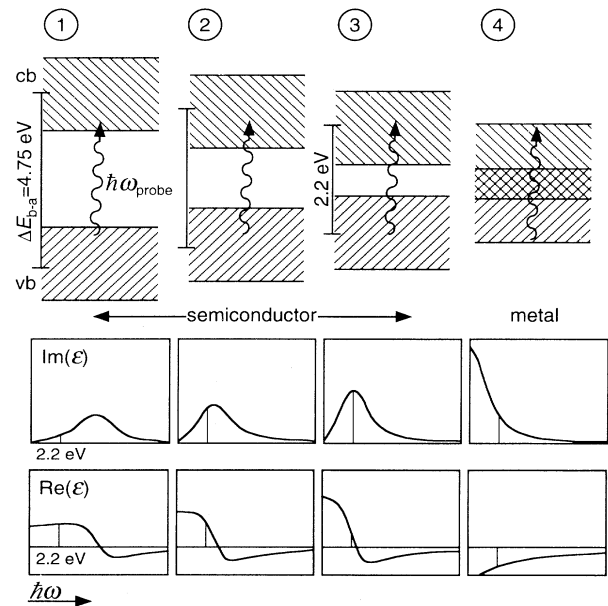 1 2 3 4
cb
ΔE_b-a=4.75 eV
ħω_probe
2.2 eV
vb
semiconductor
metal
Im(ε)
2.2 eV
Re(ε)
2.2 eV
ħω